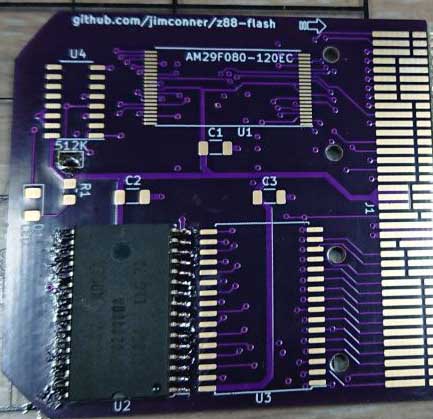 github.com/jimconner/z88-flash
U4
AM29F080-120EC
U1
512K
C1
R1
C2
C3
J1
U2
U3